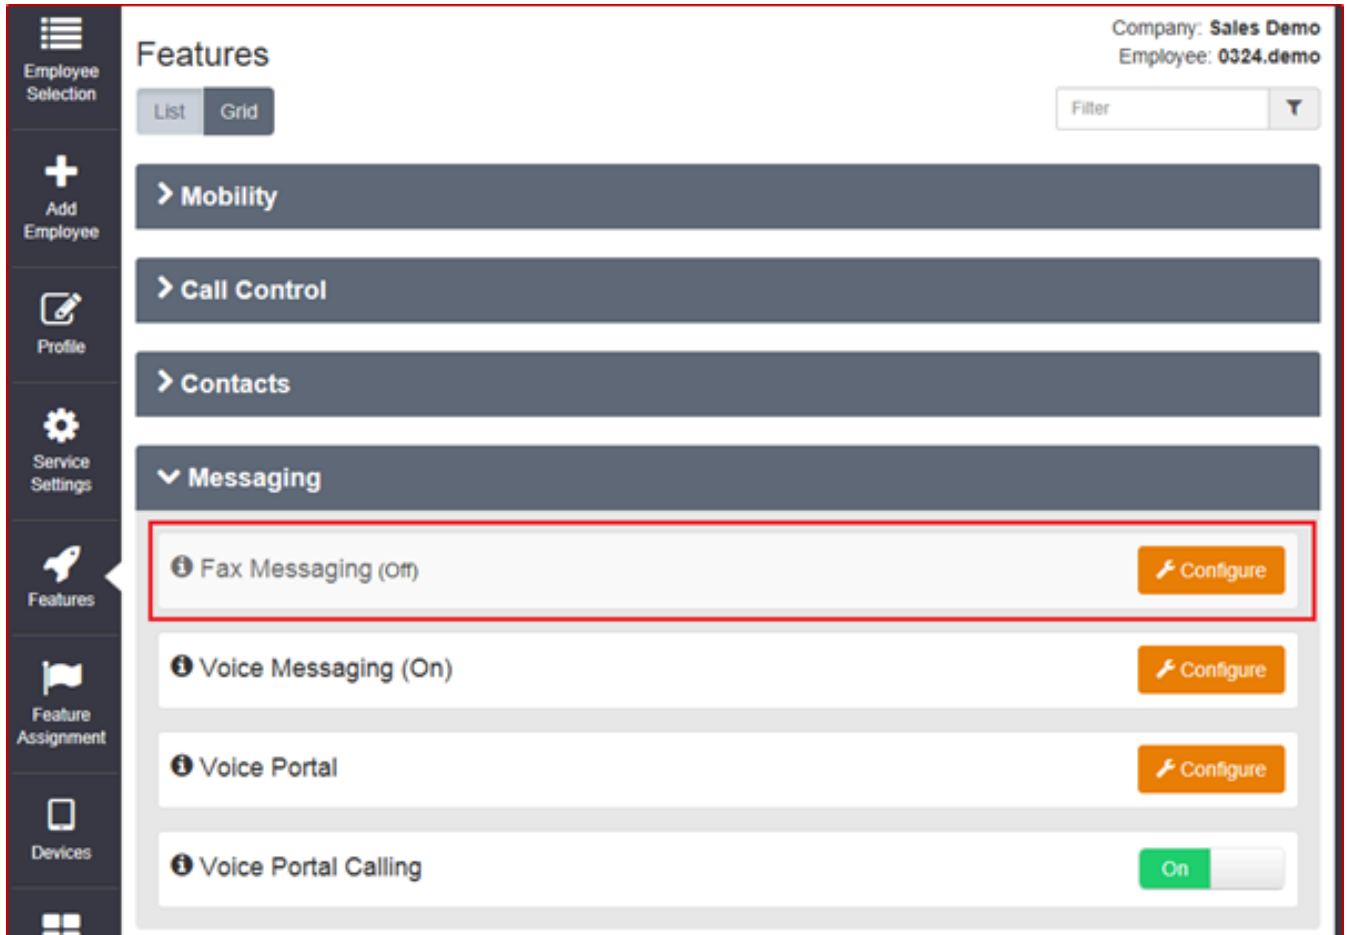 Employee
Selection
Add
Employee
Profile
Service
Settings
Features
Feature
Assignment
Devices
Features
Company: Sales Demo
Employee: 0324.demo
List Grid
Filter
Mobility
Call Control
Contacts
Messaging
Fax Messaging (Off)
Configure
Voice Messaging (On)
Configure
Voice Portal
Configure
Voice Portal Calling
On